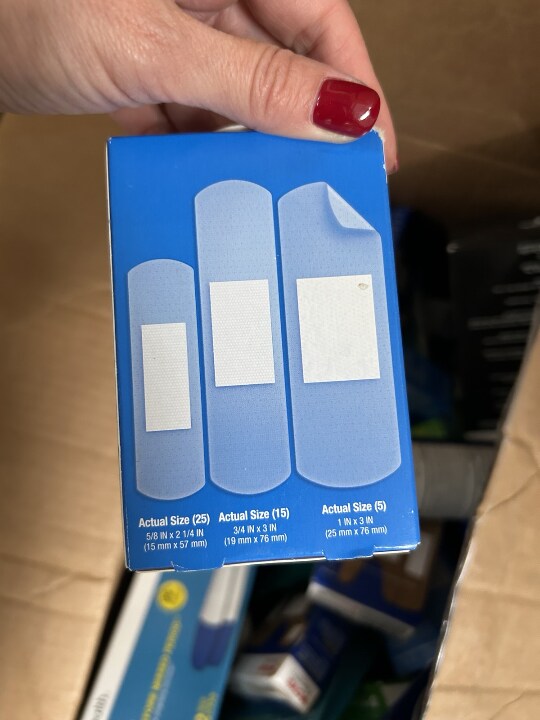 Actual Size (25)
5/8 IN x 2 1/4 IN
(15 mm x 57 mm)
Actual Size (15)
3/4 IN x 3 IN
(19 mm x 76 mm)
Actual Size (5)
1 IN x 3 IN
(25 mm x 76 mm)